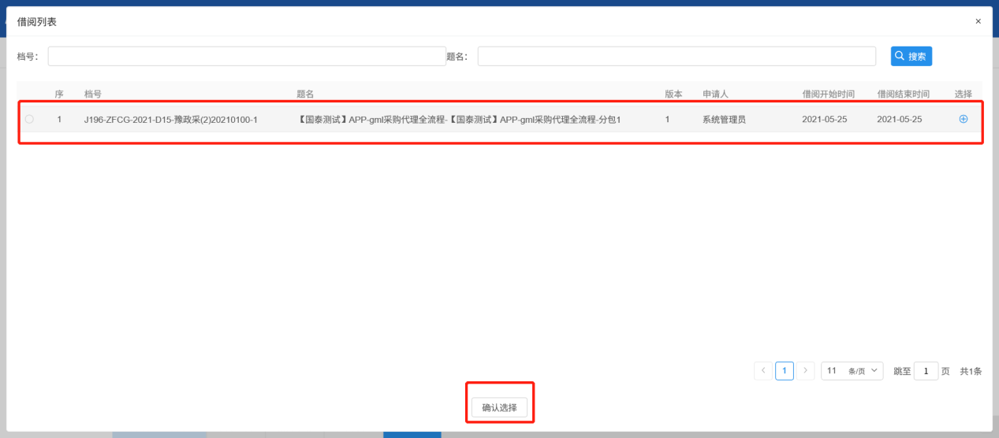 借阅列表 ×
档号： 题名： 搜索
序 档号 题名 版本 申请人 借阅开始时间 借阅结束时间 选择
1 J196-ZFCG-2021-D15-豫政采(2)20210100-1 【国泰测试】APP-gml采购代理全流程-【国泰测试】APP-gml采购代理全流程-分包1 1 系统管理员 2021-05-25 2021-05-25
1 11 条/页 跳至 1 页 共1条
确认选择